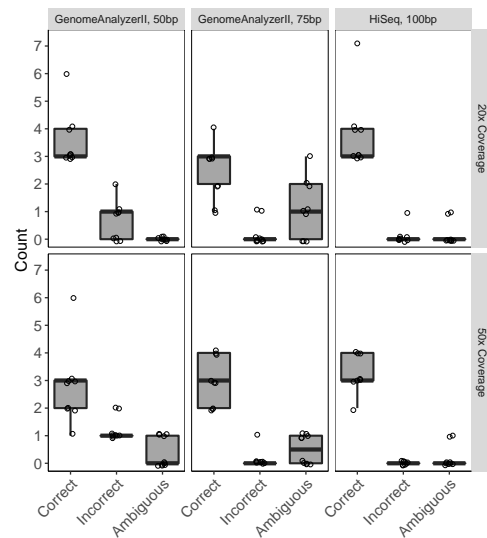 GenomeAnalyzerII, 50bp
GenomeAnalyzerII, 75bp
HiSeq, 100bp
7
6
5
4
3
2
1
0
20x Coverage
Count
7
6
5
4
3
2
1
0
50x Coverage
Correct
Incorrect
Ambiguous
Correct
Incorrect
Ambiguous
Correct
Incorrect
Ambiguous